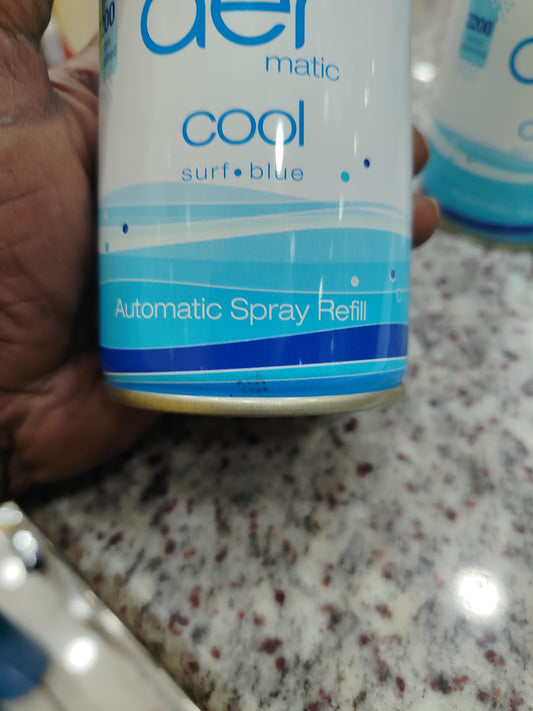 aer
matic
cool
surf•blue
Automatic Spray Refill